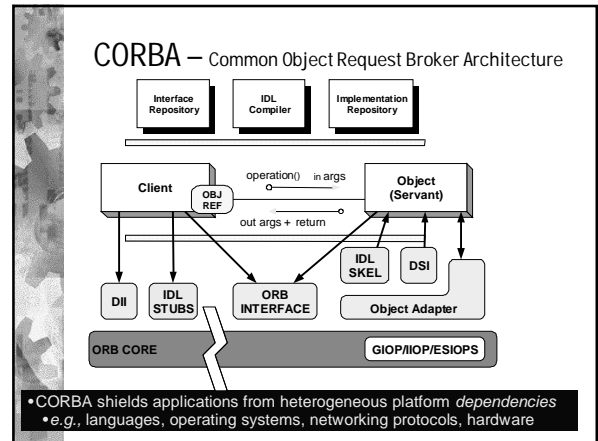 CORBA – Common Object Request Broker Architecture
Interface
Repository
IDL
Compiler
Implementation
Repository
Client
OBJ
REF
operation() in args
out args + return
Object
(Servant)
DII
IDL
STUBS
ORB
INTERFACE
IDL
SKEL
DSI
Object Adapter
ORB CORE
GIOP/IIOP/ESIOPS
•CORBA shields applications from heterogeneous platform dependencies
•e.g., languages, operating systems, networking protocols, hardware